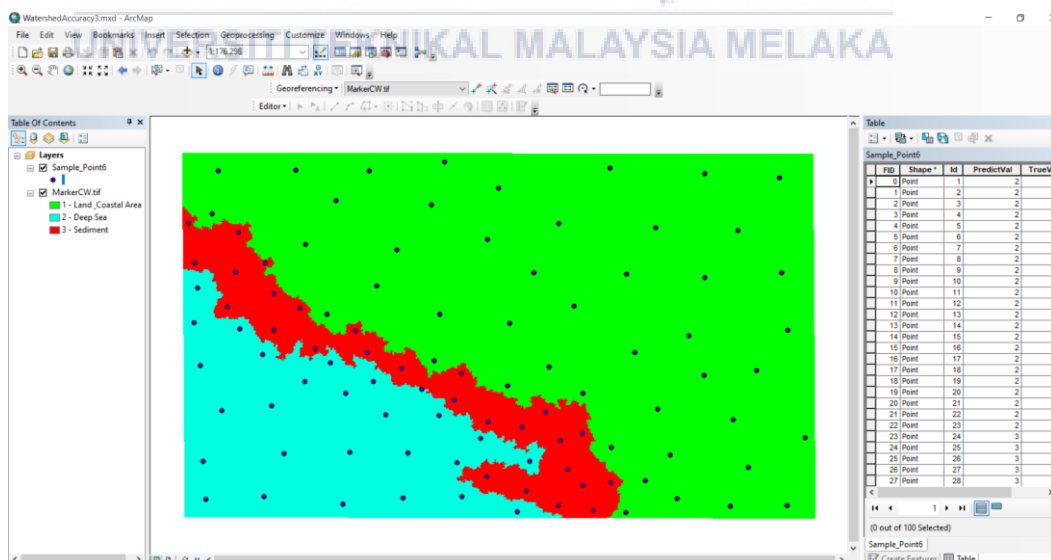 WatershedAccuracy3.mxd - ArcMap
File Edit View Bookmarks Insert Selection Geoprocessing Customize Windows Help
MALAYSIA MELAKA
1:176,296
Georeferencing MarkerCW.tif
Editor
Table Of Contents
Layers
Sample_Point6
MarkerCW.tif
1 - Land_Coastal Area
2 - Deep Sea
3 - Sediment
Table
Sample_Point6
FID Shape * Id PredictVal TrueV
0 Point 1 2
1 Point 2 2
2 Point 3 2
3 Point 4 2
4 Point 5 2
5 Point 6 2
6 Point 7 2
7 Point 8 2
8 Point 9 2
9 Point 10 2
10 Point 11 2
11 Point 12 2
12 Point 13 2
13 Point 14 2
14 Point 15 2
15 Point 16 2
16 Point 17 2
17 Point 18 2
18 Point 19 2
19 Point 20 2
20 Point 21 2
21 Point 22 2
22 Point 23 2
23 Point 24 3
24 Point 25 3
25 Point 26 3
26 Point 27 3
27 Point 28 3
1
(0 out of 100 Selected)
Sample_Point6
Create Features Table